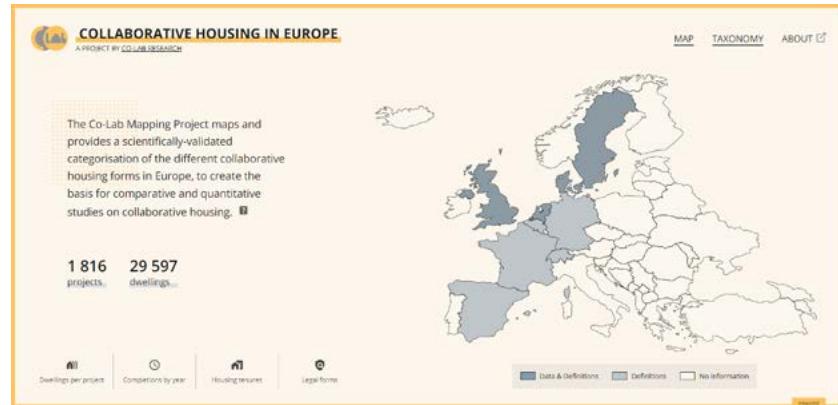 Co-Lab
COLLABORATIVE HOUSING IN EUROPE
A PROJECT BY CO-LAB RESEARCH
MAP TAXONOMY ABOUT
The Co-Lab Mapping Project maps and
provides a scientifically-validated
categorisation of the different collaborative
housing forms in Europe, to create the
basis for comparative and quantitative
studies on collaborative housing. ?
1 816 29 597
projects dwellings
Dwellings per project Completions by year Housing tenures Legal forms
Data & Definitions Definitions No information